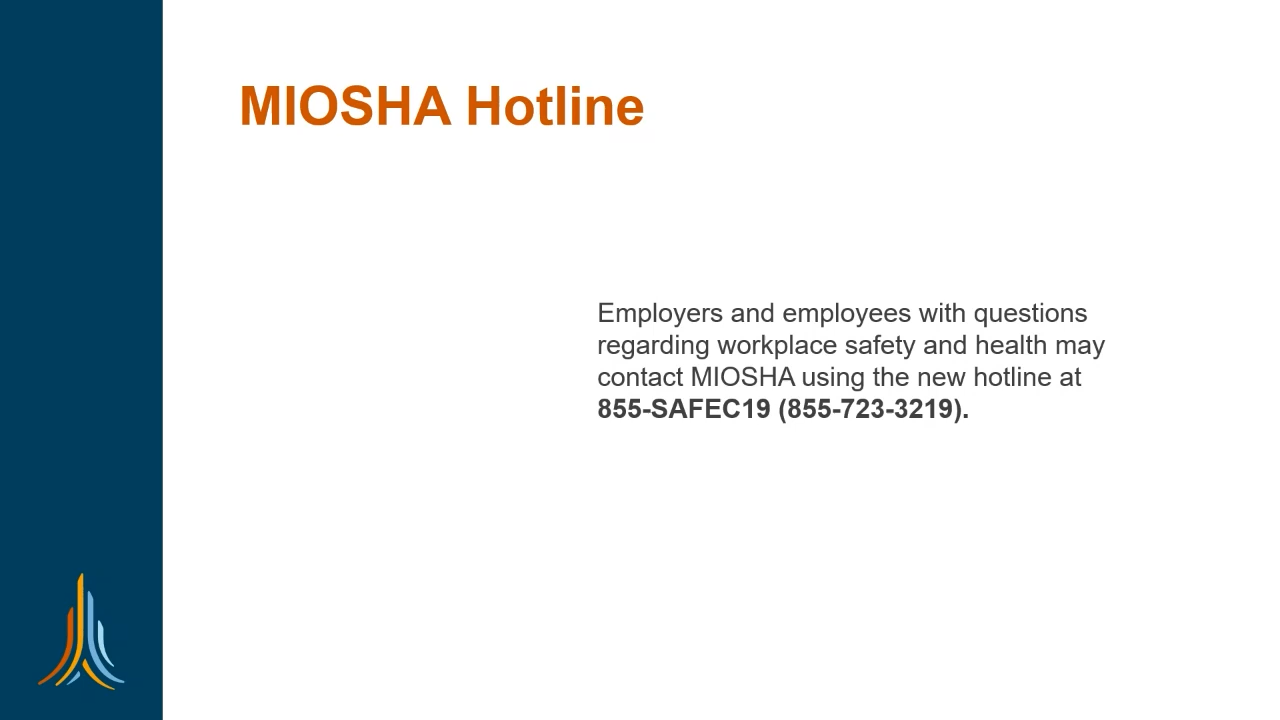 MIOSHA Hotline
Employers and employees with questions
regarding workplace safety and health may
contact MIOSHA using the new hotline at
855-SAFEC19 (855-723-3219).